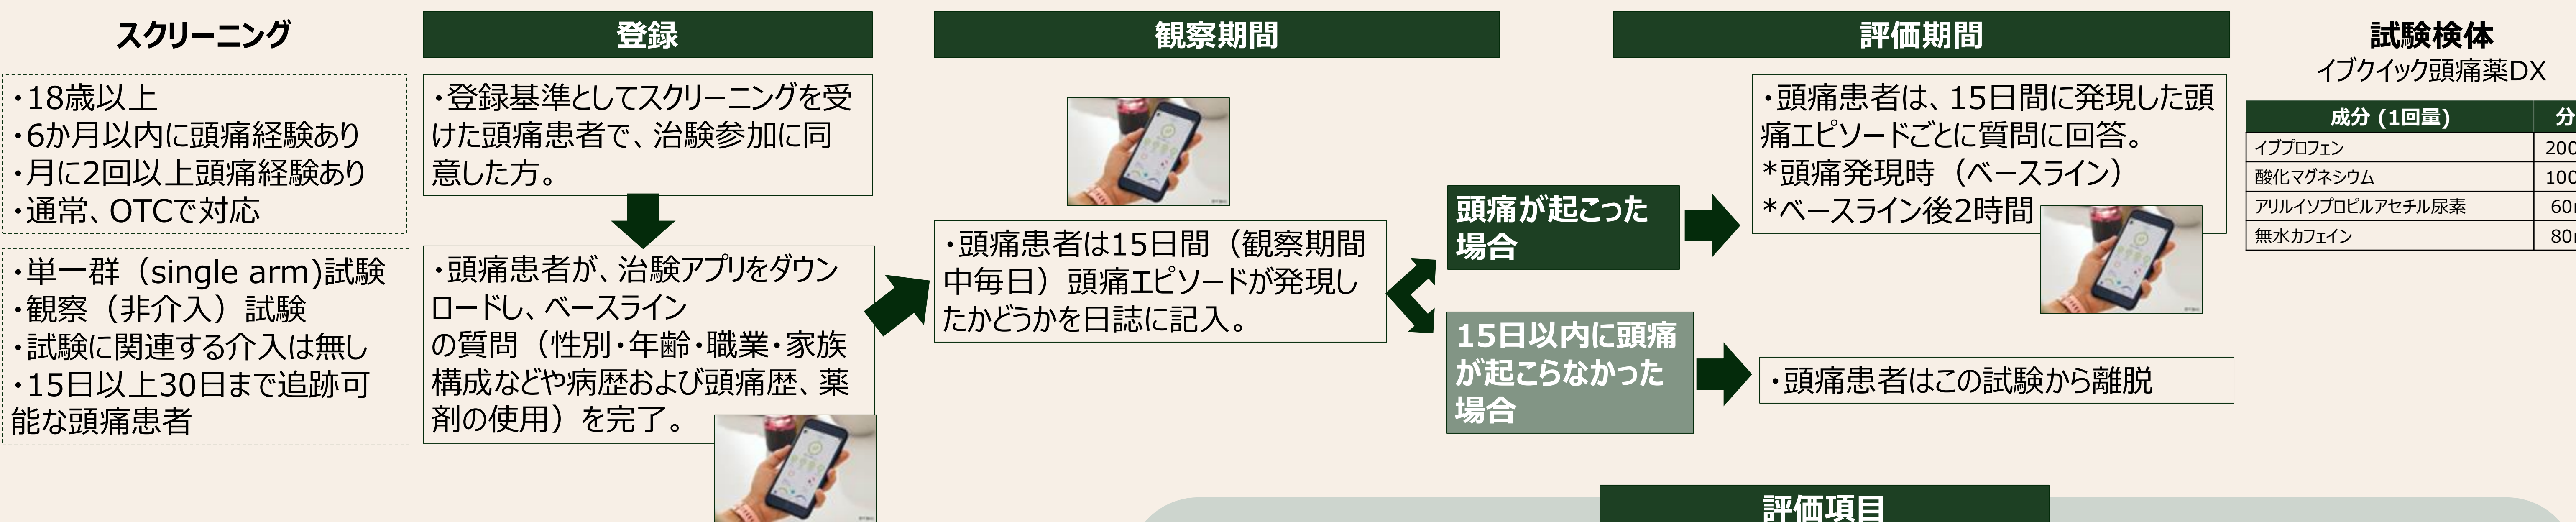 スクリーニング
・18歳以上
・6か月以内に頭痛経験あり
・月に2回以上頭痛経験あり
・通常、OTCで対応
・単一群（single arm)試験
・観察（非介入）試験
・試験に関連する介入は無し
・15日以上30日まで追跡可
能な頭痛患者
登録
・登録基準としてスクリーニングを受
けた頭痛患者で、治験参加に同
意した方。
・頭痛患者が、治験アプリをダウン
ロードし、ベースライン
の質問（性別・年齢・職業・家族
構成などや病歴および頭痛歴、薬
剤の使用）を完了。
観察期間
・頭痛患者は15日間（観察期間
中毎日）頭痛エピソードが発現し
たかどうかを日誌に記入。
頭痛が起こった
場合
15日以内に頭痛
が起こらなかった
場合
評価期間
・頭痛患者は、15日間に発現した頭
痛エピソードごとに質問に回答。
*頭痛発現時（ベースライン）
*ベースライン後2時間
・頭痛患者はこの試験から離脱
試験検体
イブクイック頭痛薬DX
成分 (1回量) 分
イブプロフェン 200
酸化マグネシウム 100
アリルイソプロピルアセチル尿素 60
無水カフェイン 80
評価項目